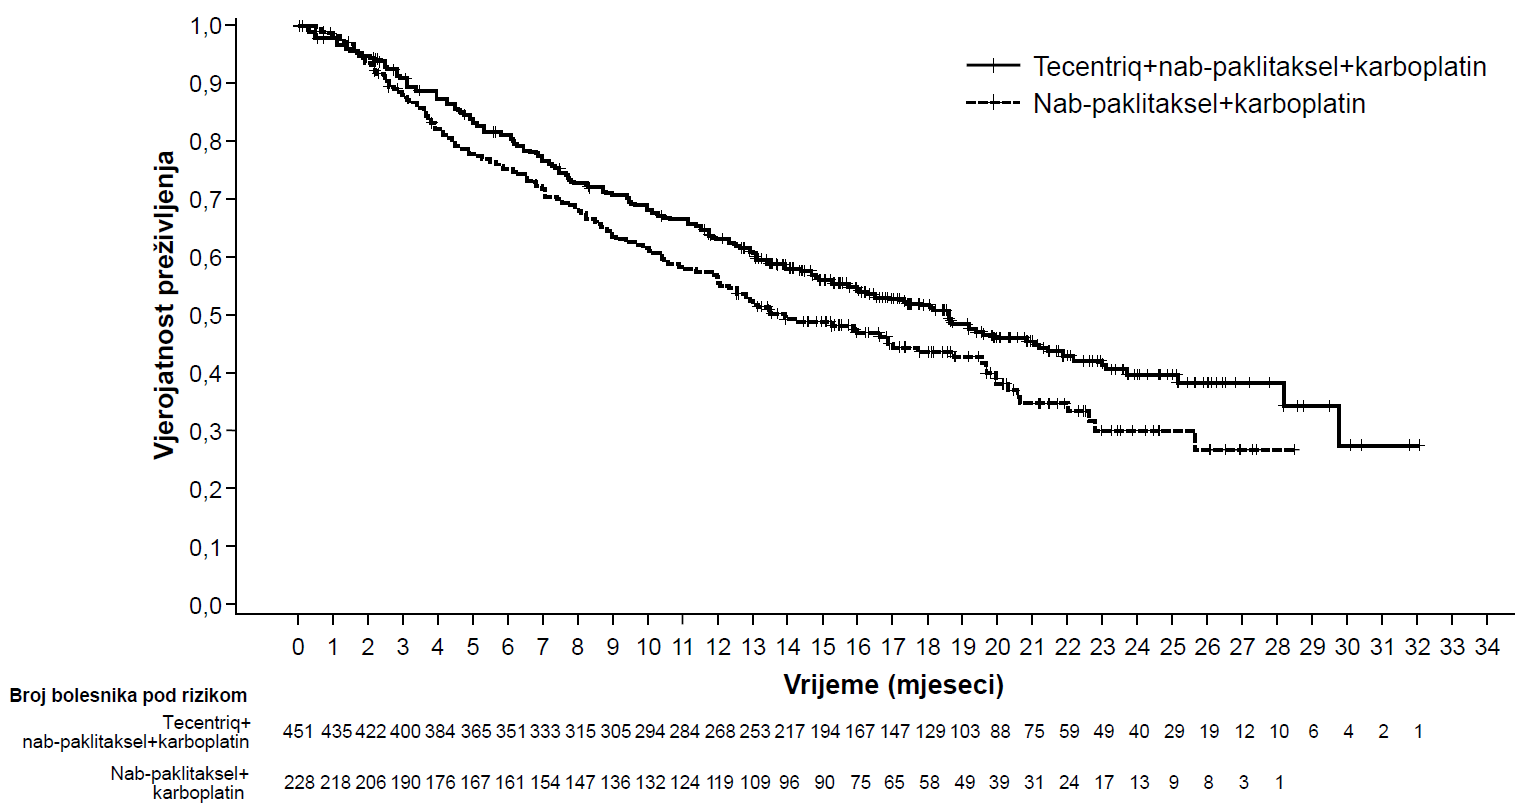 1,0
0,9
0,8
0,7
0,6
0,5
0,4
0,3
0,2
0,1
0,0
Vjerojatnost preživljenja
Tecentriq+nab-paklitaksel+karboplatin
Nab-paklitaksel+karboplatin
0 1 2 3 4 5 6 7 8 9 10 11 12 13 14 15 16 17 18 19 20 21 22 23 24 25 26 27 28 29 30 31 32 33 34
Vrijeme (mjeseci)
Broj bolesnika pod rizikom
Tecentriq+
nab-paklitaksel+karboplatin 451 435 422 400 384 365 351 333 315 305 294 284 268 253 217 194 167 147 129 103 88 75 59 49 40 29 19 12 10 6 4 2 1
Nab-paklitaksel+
karboplatin 228 218 206 190 176 167 161 154 147 136 132 124 119 109 96 90 75 65 58 49 39 31 24 17 13 9 8 3 1